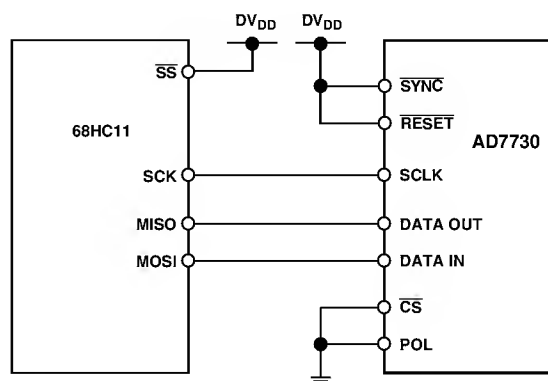 DVDD DVDD
SS
SYNC
68HC11
RESET
AD7730
SCK
SCLK
MISO
DATA OUT
MOSI
DATA IN
CS
POL